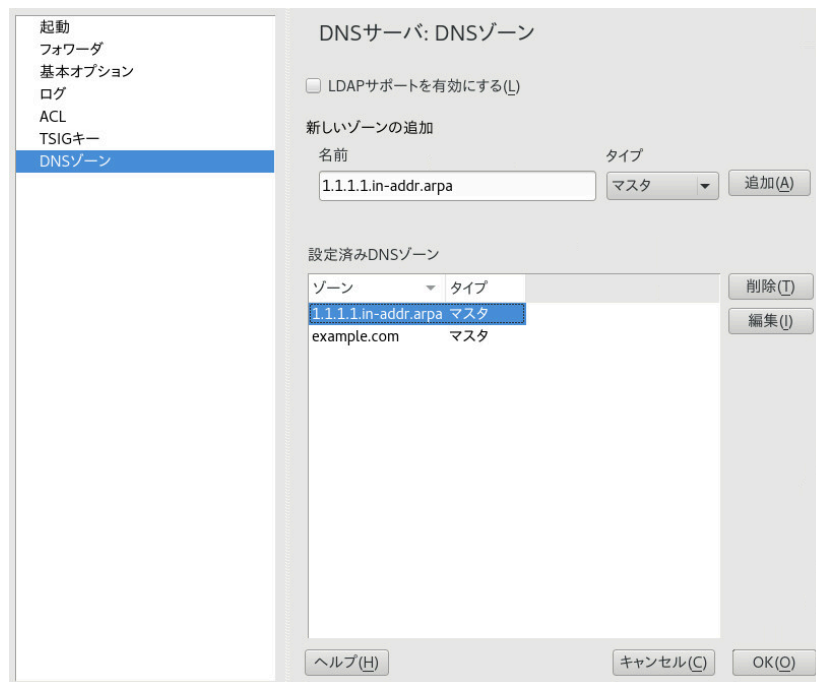 起動
フォワーダ
基本オプション
ログ
ACL
TSIGキー
DNSゾーン
DNSサーバ: DNSゾーン
LDAPサポートを有効にする(L)
新しいゾーンの追加
名前 タイプ
1.1.1.1.in-addr.arpa マスタ 追加(A)
設定済みDNSゾーン
ゾーン タイプ 削除(T)
1.1.1.1.in-addr.arpa マスタ 編集(I)
example.com マスタ
ヘルプ(H) キャンセル(C) OK(O)